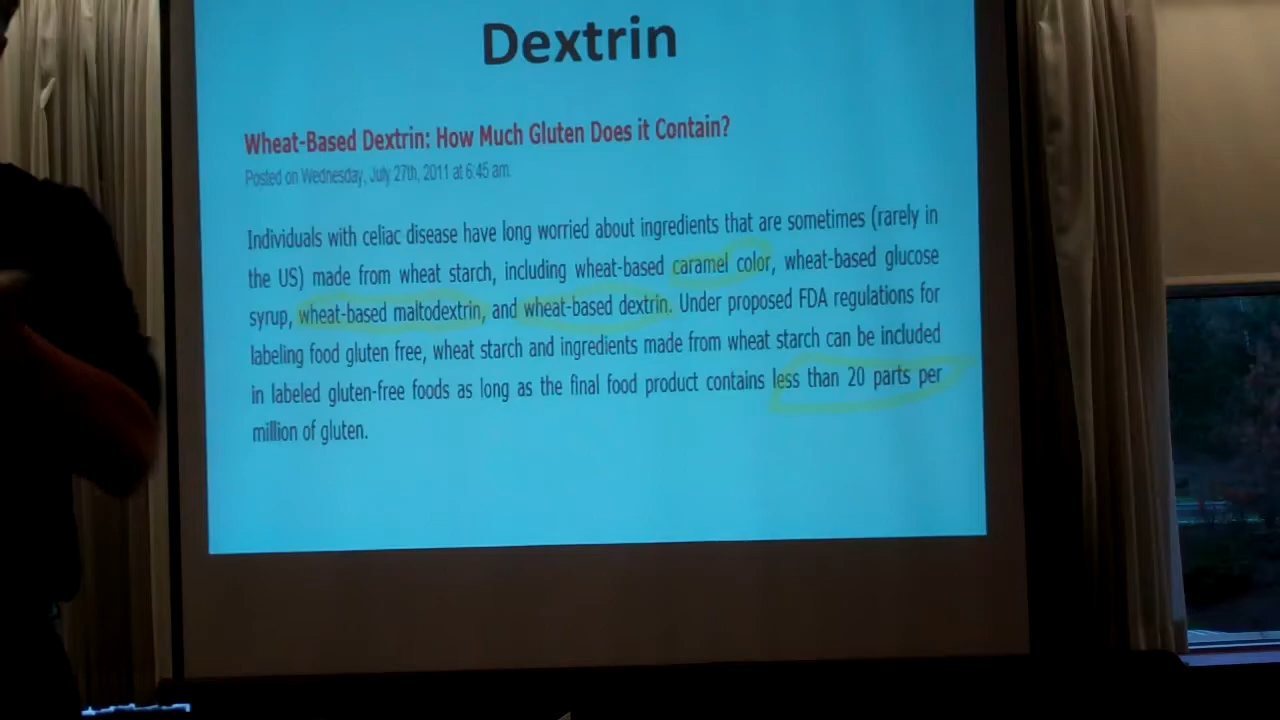 Dextrin
Wheat-Based Dextrin: How Much Gluten Does it Contain?
Posted on Wednesday, July 27th, 2011 at 6:45 am.
Individuals with celiac disease have long worried about ingredients that are sometimes (rarely in
the US) made from wheat starch, including wheat-based caramel color, wheat-based glucose
syrup, wheat-based maltodextrin, and wheat-based dextrin. Under proposed FDA regulations for
labeling food gluten free, wheat starch and ingredients made from wheat starch can be included
in labeled gluten-free foods as long as the final food product contains less than 20 parts per
million of gluten.